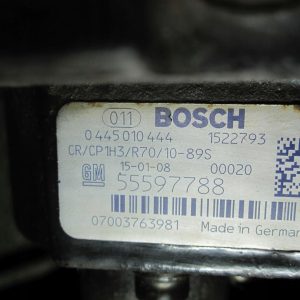 011 BOSCH
0 445 010 444 1522793
CR/CP1H3/R70/10-89S
15-01-08 00020
GM 55597788
07003763981 Made in Germany